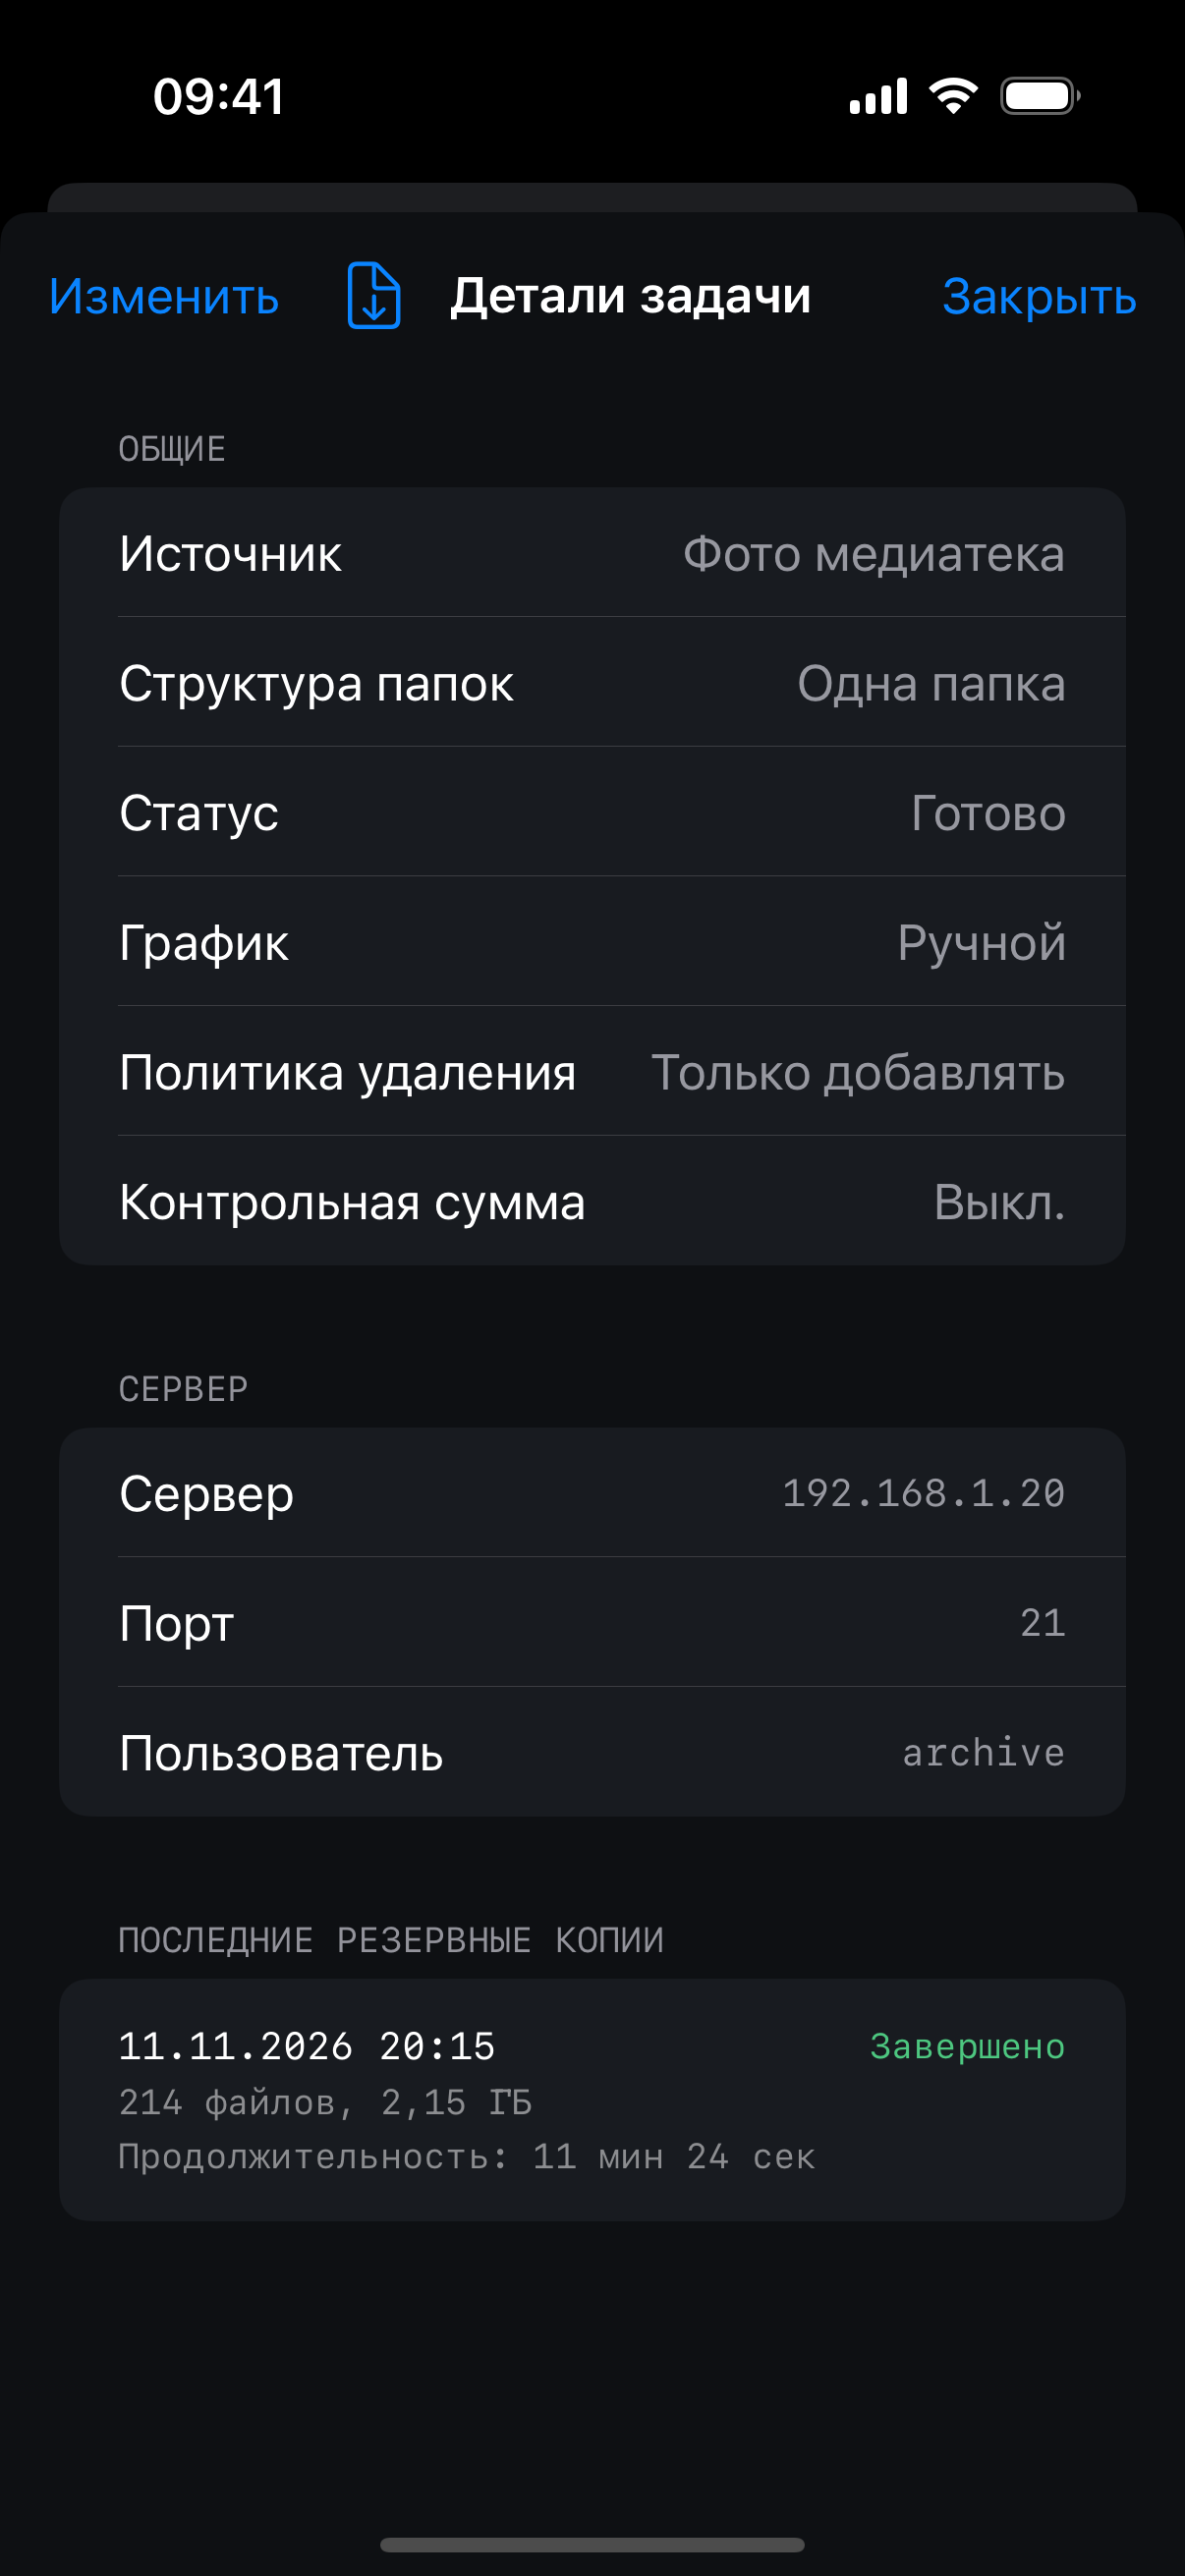 09:41
Изменить Детали задачи Закрыть
ОБЩИЕ
Источник Фото медиатека
Структура папок Одна папка
Статус Готово
График Ручной
Политика удаления Только добавлять
Контрольная сумма Выкл.
СЕРВЕР
Сервер 192.168.1.20
Порт 21
Пользователь archive
ПОСЛЕДНИЕ РЕЗЕРВНЫЕ КОПИИ
11.11.2026 20:15 Завершено
214 файлов, 2,15 ГБ
Продолжительность: 11 мин 24 сек